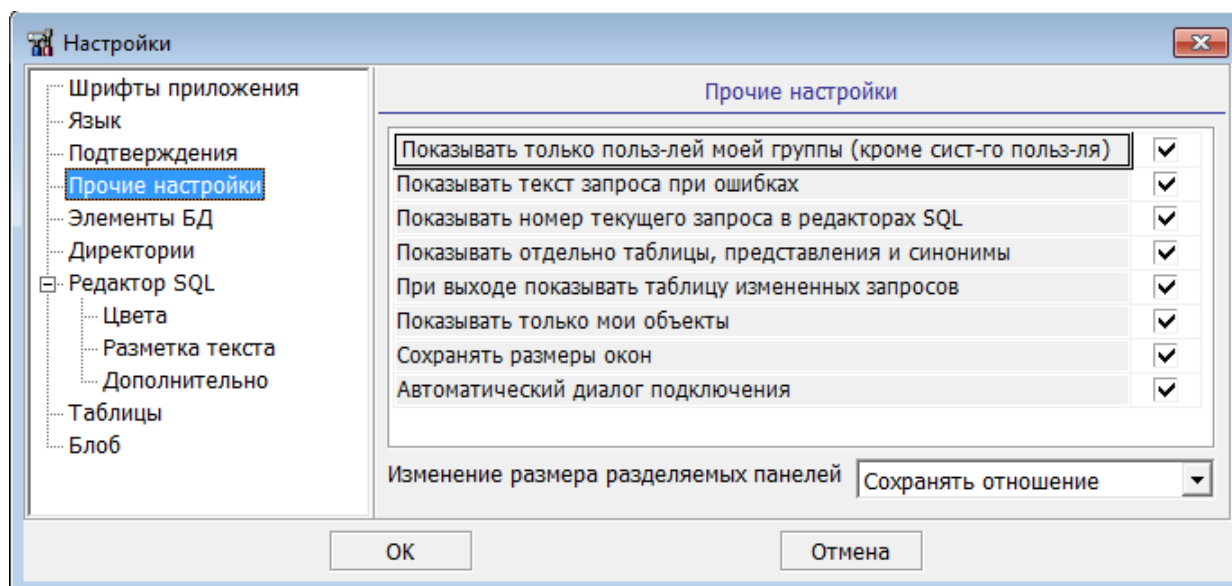 Настройки
Шрифты приложения
Язык
Подтверждения
Прочие настройки
Элементы БД
Директории
Редактор SQL
Цвета
Разметка текста
Дополнительно
Таблицы
Блоб
Прочие настройки
Показывать только польз-лей моей группы (кроме сист-го польз-ля)
Показывать текст запроса при ошибках
Показывать номер текущего запроса в редакторах SQL
Показывать отдельно таблицы, представления и синонимы
При выходе показывать таблицу измененных запросов
Показывать только мои объекты
Сохранять размеры окон
Автоматический диалог подключения
Изменение размера разделяемых панелей Сохранять отношение
OK Отмена